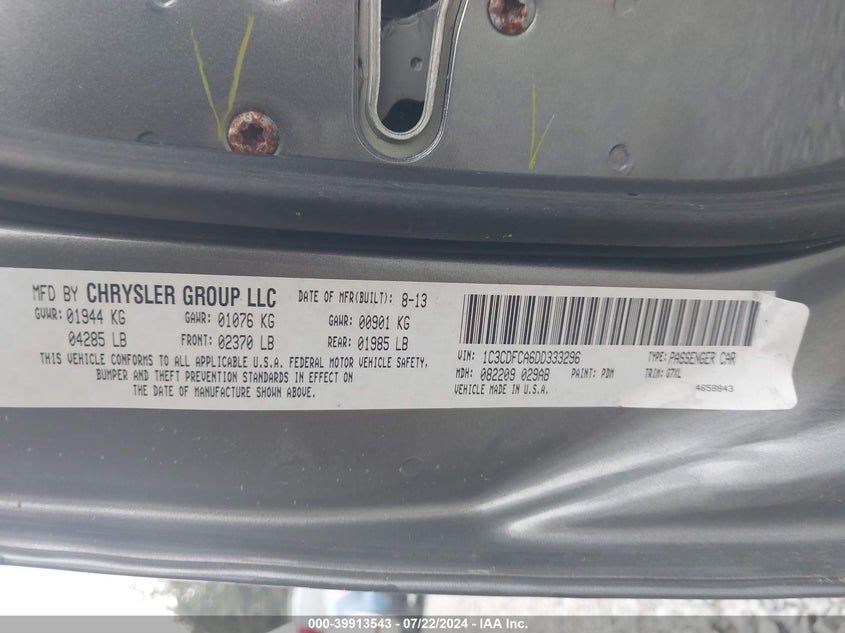 MFD BY CHRYSLER GROUP LLC DATE OF MFR(BUILT): 8-13
GVWR: 01944 KG GAWR: 01076 KG GAWR: 00901 KG
04285 LB FRONT: 02370 LB REAR: 01985 LB
THIS VEHICLE CONFORMS TO ALL APPLICABLE U.S.A. FEDERAL MOTOR VEHICLE SAFETY,
BUMPER AND THEFT PREVENTION STANDARDS IN EFFECT ON
THE DATE OF MANUFACTURE SHOWN ABOVE.
VIN: 1C3CDFCA6DD333296 TYPE: PASSENGER CAR
MDH: 082209 029AB PAINT: PDM TRIM: G7XL
VEHICLE MADE IN U.S.A. 4658843
000-39913543 / 07/22/2024 - IAA Inc.